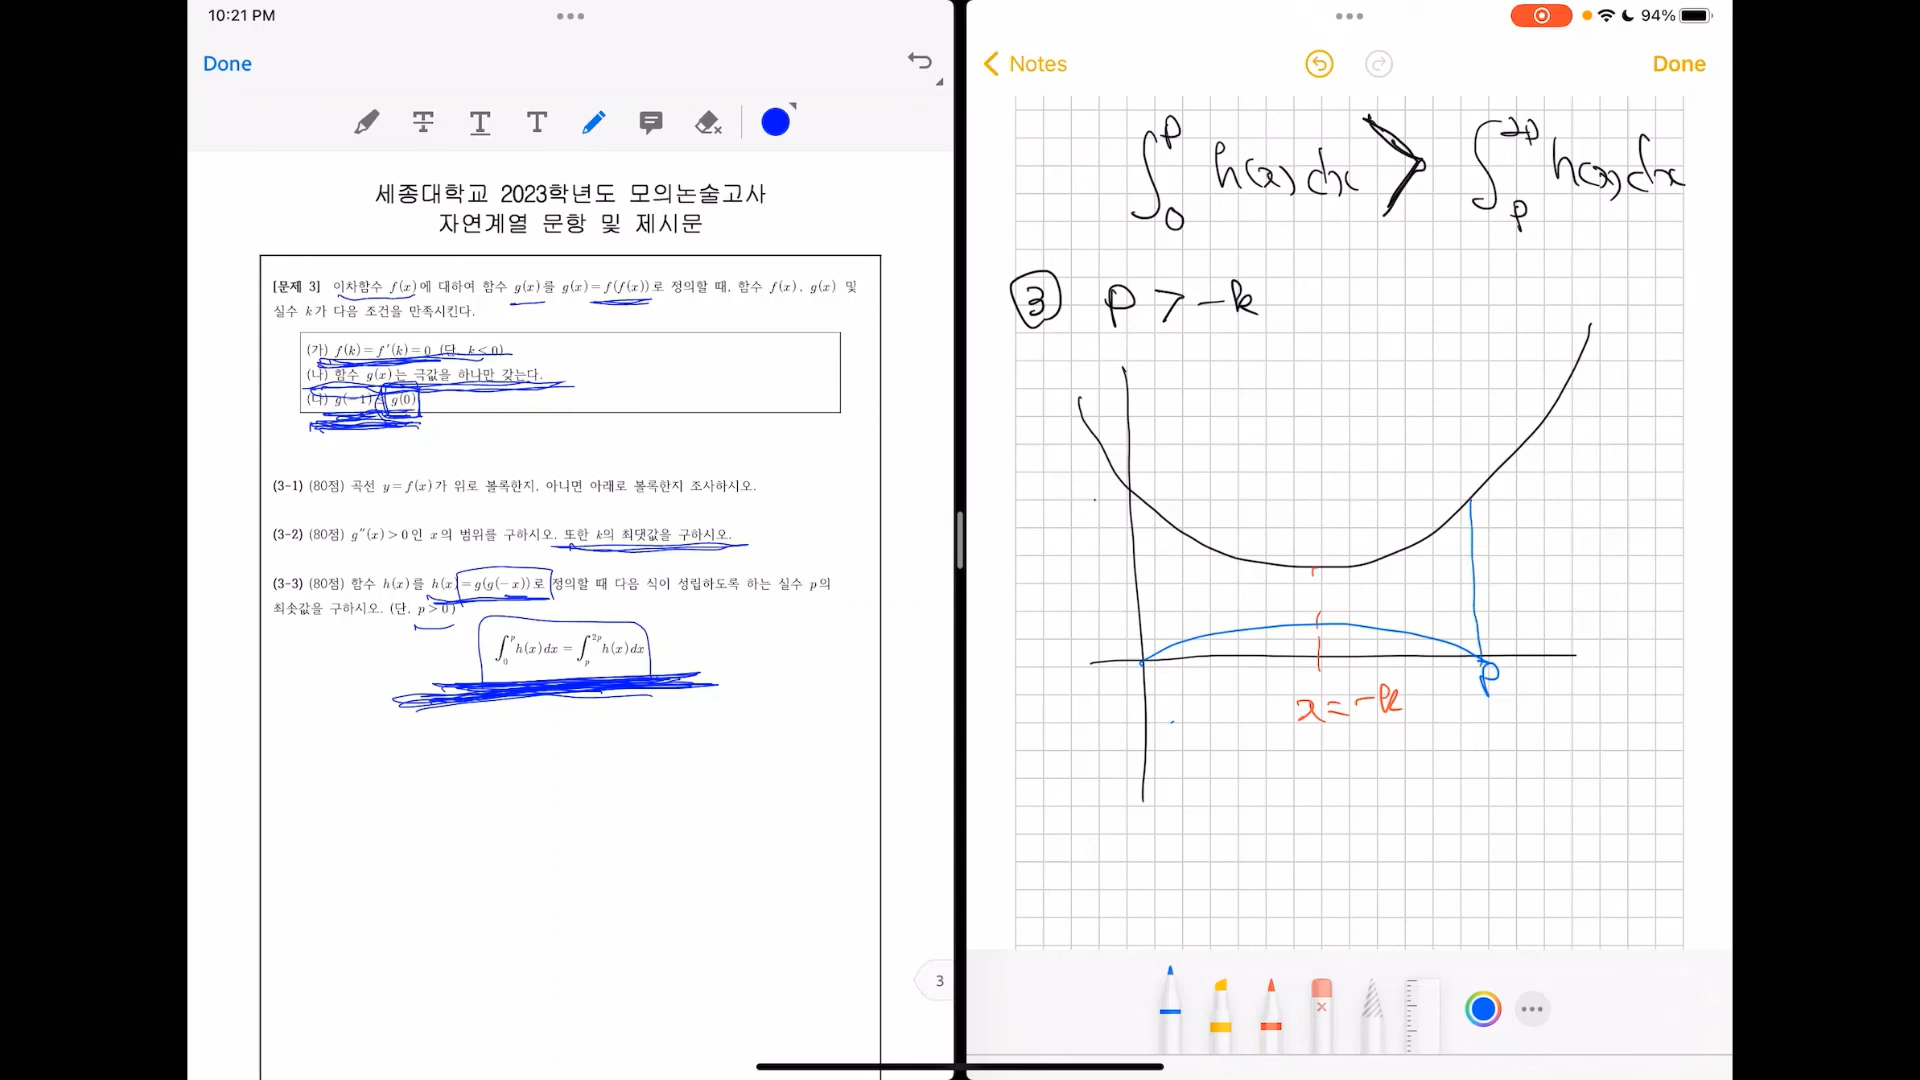 10:21 PM
Done
세종대학교 2023학년도 모의논술고사
자연계열 문항 및 제시문
[문제 3] 이차함수 f(x)에 대하여 함수 g(x)를 g(x)=f(f(x))로 정의할 때, 함수 f(x), g(x) 및
실수 k가 다음 조건을 만족시킨다.
(가) f(k)=f′(k)=0 (단, k<0)
(나) 함수 g(x)는 극값을 하나만 갖는다.
(다) g(-1) g(0)
(3-1) (80점) 곡선 y=f(x)가 위로 볼록한지, 아니면 아래로 볼록한지 조사하시오.
(3-2) (80점) g″(x)>0인 x의 범위를 구하시오. 또한 k의 최댓값을 구하시오.
(3-3) (80점) 함수 h(x)를 h(x)=g(g(-x))로 정의할 때 다음 식이 성립하도록 하는 실수 p의
최솟값을 구하시오. (단, p>0)
∫₀ᵖ h(x)dx = ∫ₚ²ᵖ h(x)dx
3
94%
Notes
Done
∫₀ᵖ h(x)dx > ∫ₚ²ᵖ h(x)dx
③ p > -k
p
x=-k